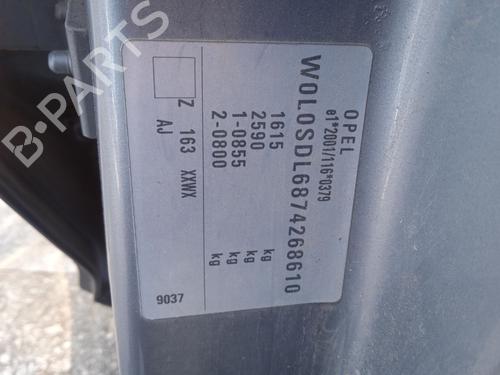 OPEL
e1*2001/116*0379
WOLOSDL6874268610
1615 kg
2590 kg
1-0855 kg
2-0800 kg
Z 163 XXWX
AJ
9037
B-PARTS